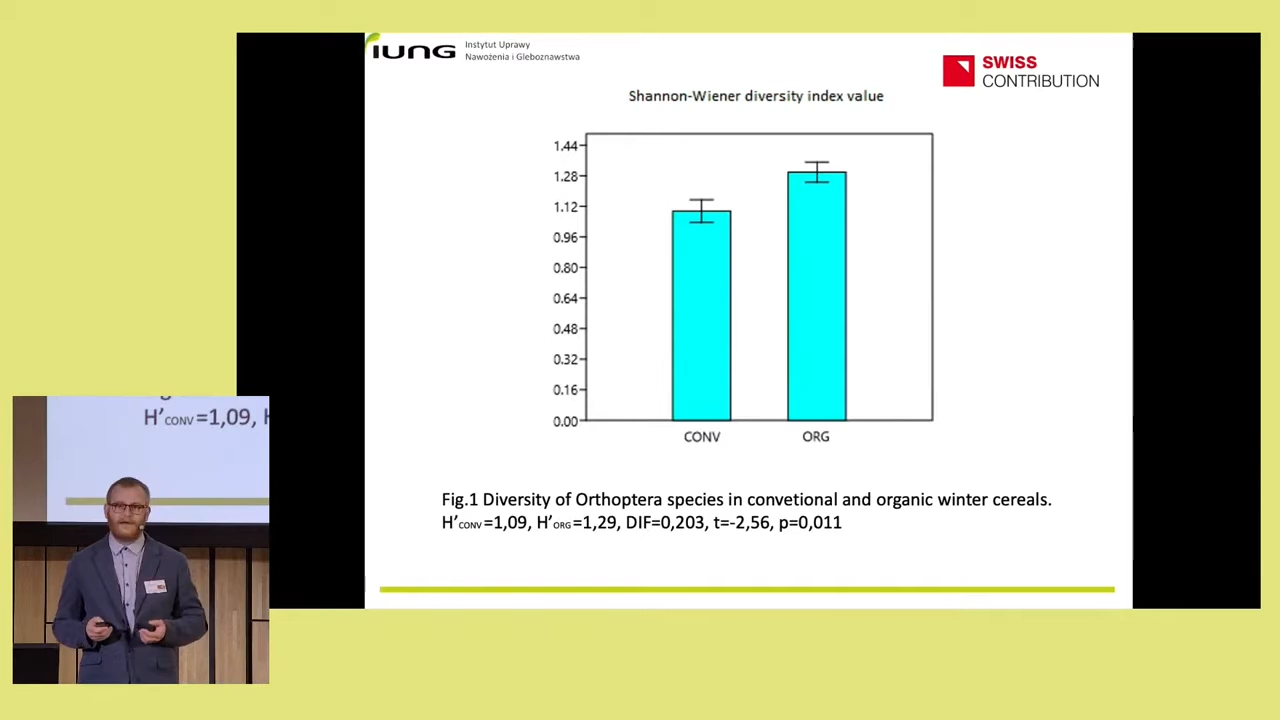 IUNG
Instytut Uprawy
Nawożenia i Gleboznawstwa
SWISS
CONTRIBUTION
Shannon-Wiener diversity index value
1.44
1.28
1.12
0.96
0.80
0.64
0.48
0.32
0.16
0.00
CONV ORG
Fig.1 Diversity of Orthoptera species in convetional and organic winter cereals.
H’CONV =1,09, H’ORG =1,29, DIF=0,203, t=-2,56, p=0,011
H’CONV =1,09, H